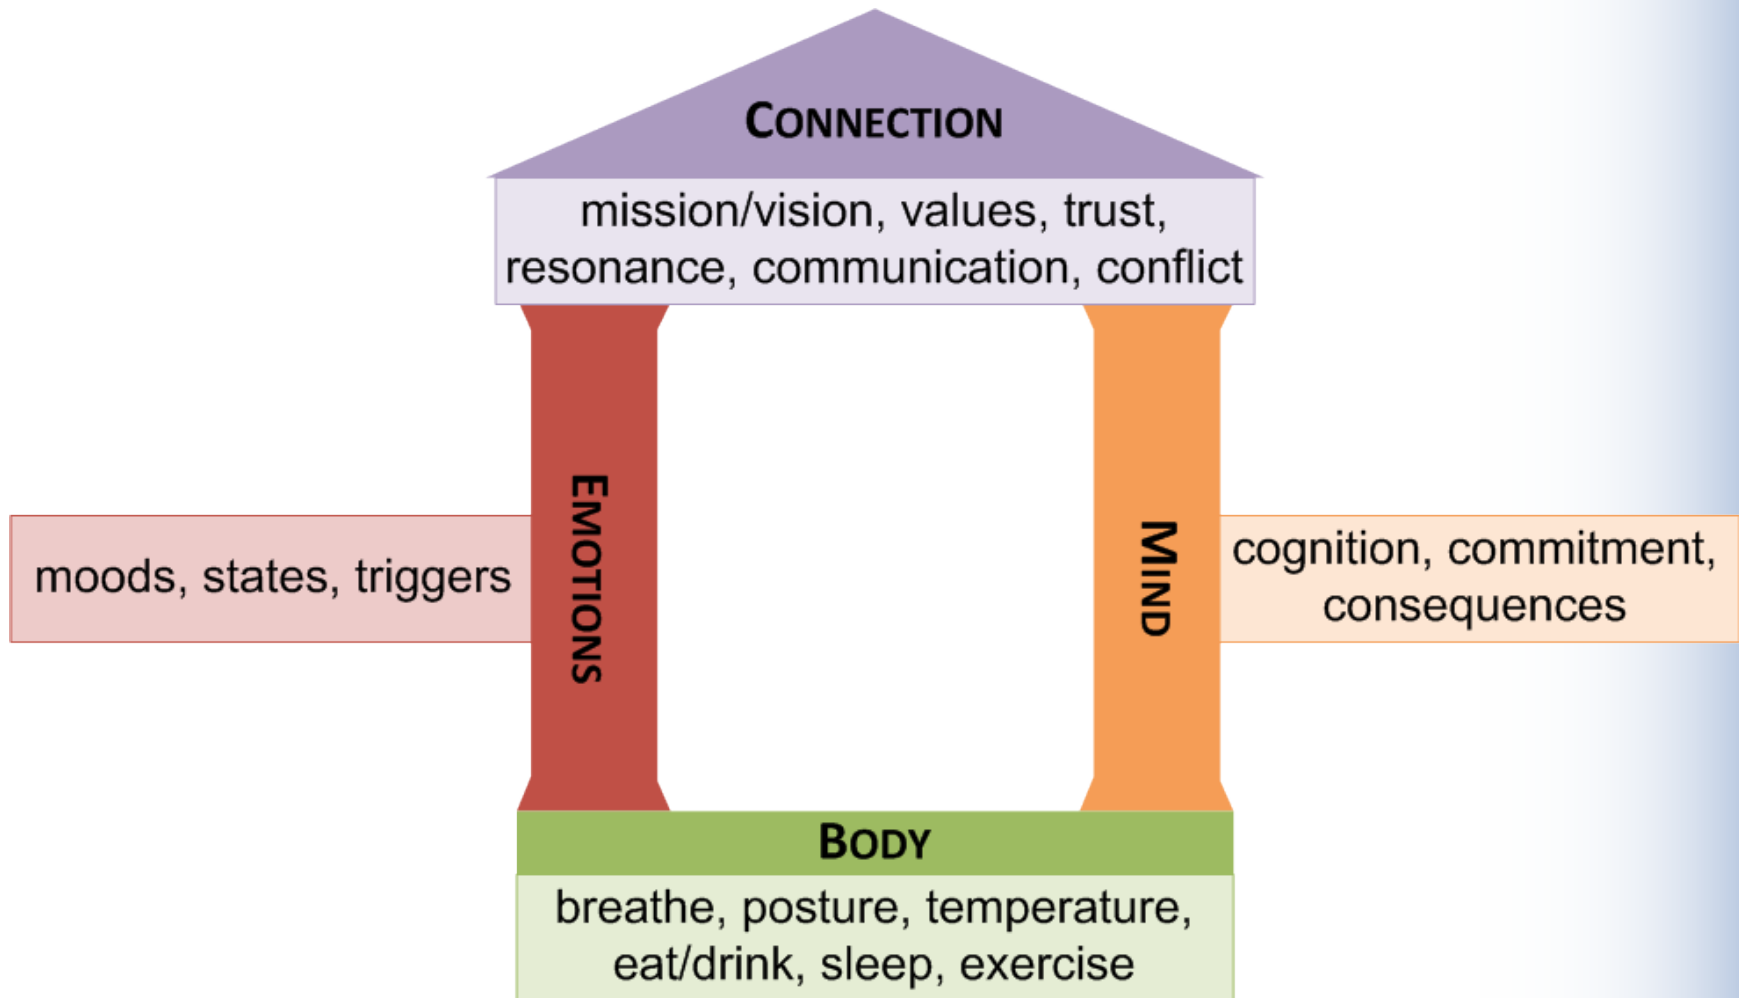 CONNECTION
mission/vision, values, trust,
resonance, communication, conflict
EMOTIONS
moods, states, triggers
MIND
cognition, commitment,
consequences
BODY
breathe, posture, temperature,
eat/drink, sleep, exercise